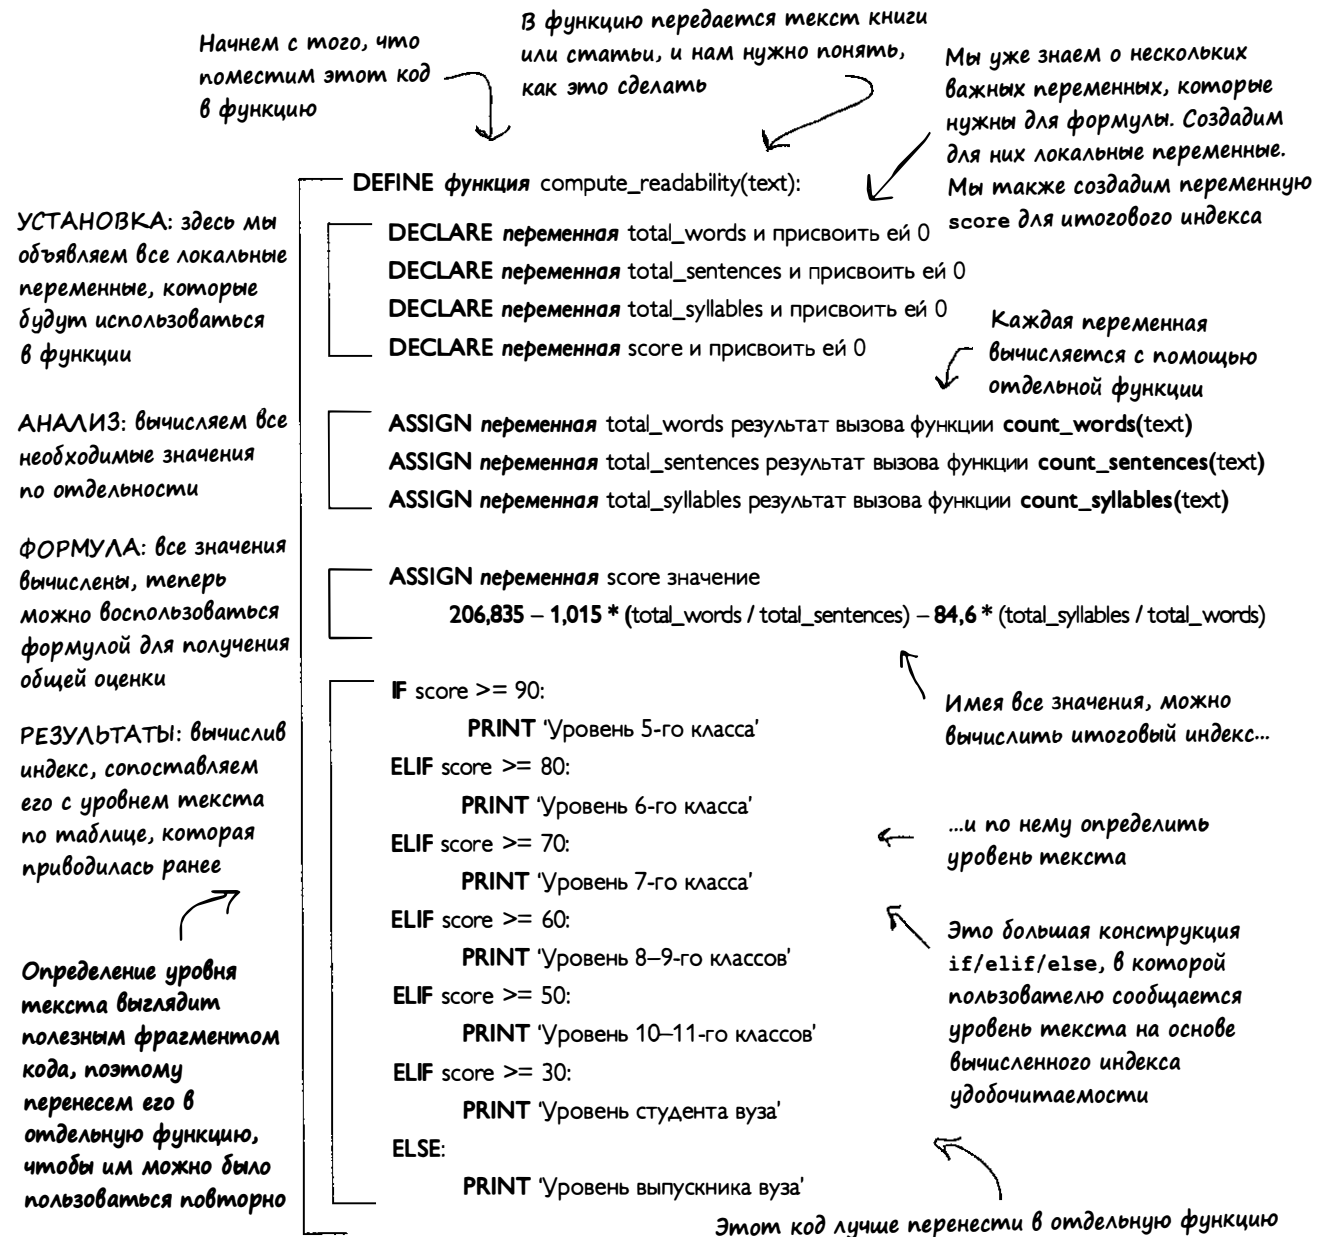 Начнем с того, что
поместим этот код
в функцию
В функцию передается текст книги
или статьи, и нам нужно понять,
как это сделать
Мы уже знаем о нескольких
важных переменных, которые
нужны для формулы. Создадим
для них локальные переменные.
Мы также создадим переменную
score для итогового индекса
DEFINE функция compute_readability(text):
УСТАНОВКА: здесь мы
объявляем все локальные
переменные, которые
будут использоваться
в функции
DECLARE переменная total_words и присвоить ей 0
DECLARE переменная total_sentences и присвоить ей 0
DECLARE переменная total_syllables и присвоить ей 0
DECLARE переменная score и присвоить ей 0
Каждая переменная
вычисляется с помощью
отдельной функции
АНАЛИЗ: вычисляем все
необходимые значения
по отдельности
ASSIGN переменная total_words результат вызова функции count_words(text)
ASSIGN переменная total_sentences результат вызова функции count_sentences(text)
ASSIGN переменная total_syllables результат вызова функции count_syllables(text)
ФОРМУЛА: все значения
вычислены, теперь
можно воспользоваться
формулой для получения
общей оценки
ASSIGN переменная score значение
206,835 – 1,015 * (total_words / total_sentences) – 84,6 * (total_syllables / total_words)
Имея все значения, можно
вычислить итоговый индекс...
РЕЗУЛЬТАТЫ: вычислив
индекс, сопоставляем
его с уровнем текста
по таблице, которая
приводилась ранее
IF score >= 90:
PRINT 'Уровень 5-го класса'
ELIF score >= 80:
PRINT 'Уровень 6-го класса'
ELIF score >= 70:
PRINT 'Уровень 7-го класса'
ELIF score >= 60:
PRINT 'Уровень 8–9-го классов'
ELIF score >= 50:
PRINT 'Уровень 10–11-го классов'
ELIF score >= 30:
PRINT 'Уровень студента вуза'
ELSE:
PRINT 'Уровень выпускника вуза'
...и по нему определить
уровень текста
Это большая конструкция
if/elif/else, в которой
пользователю сообщается
уровень текста на основе
вычисленного индекса
удобочитаемости
Определение уровня
текста выглядит
полезным фрагментом
кода, поэтому
перенесем его в
отдельную функцию,
чтобы им можно было
пользоваться повторно
Этот код лучше перенести в отдельную функцию